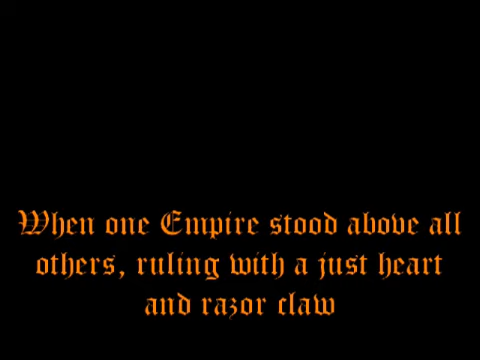 When one Empire stood above all
others, ruling with a just heart
and razor claw